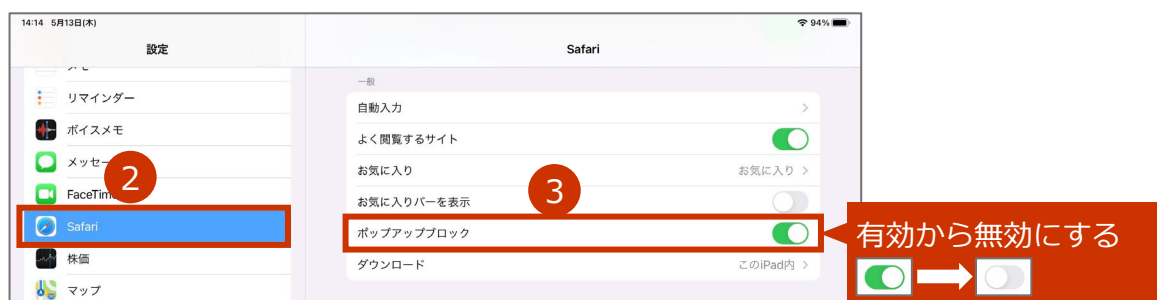 14:14 5月13日(木)
94%
設定
Safari
リマインダー
ボイスメモ
メッセー
FaceTim
Safari
株価
マップ
2
一般
自動入力
よく閲覧するサイト
お気に入り
お気に入り
お気に入りバーを表示
ポップアップブロック
ダウンロード
このiPad内
3
有効から無効にする